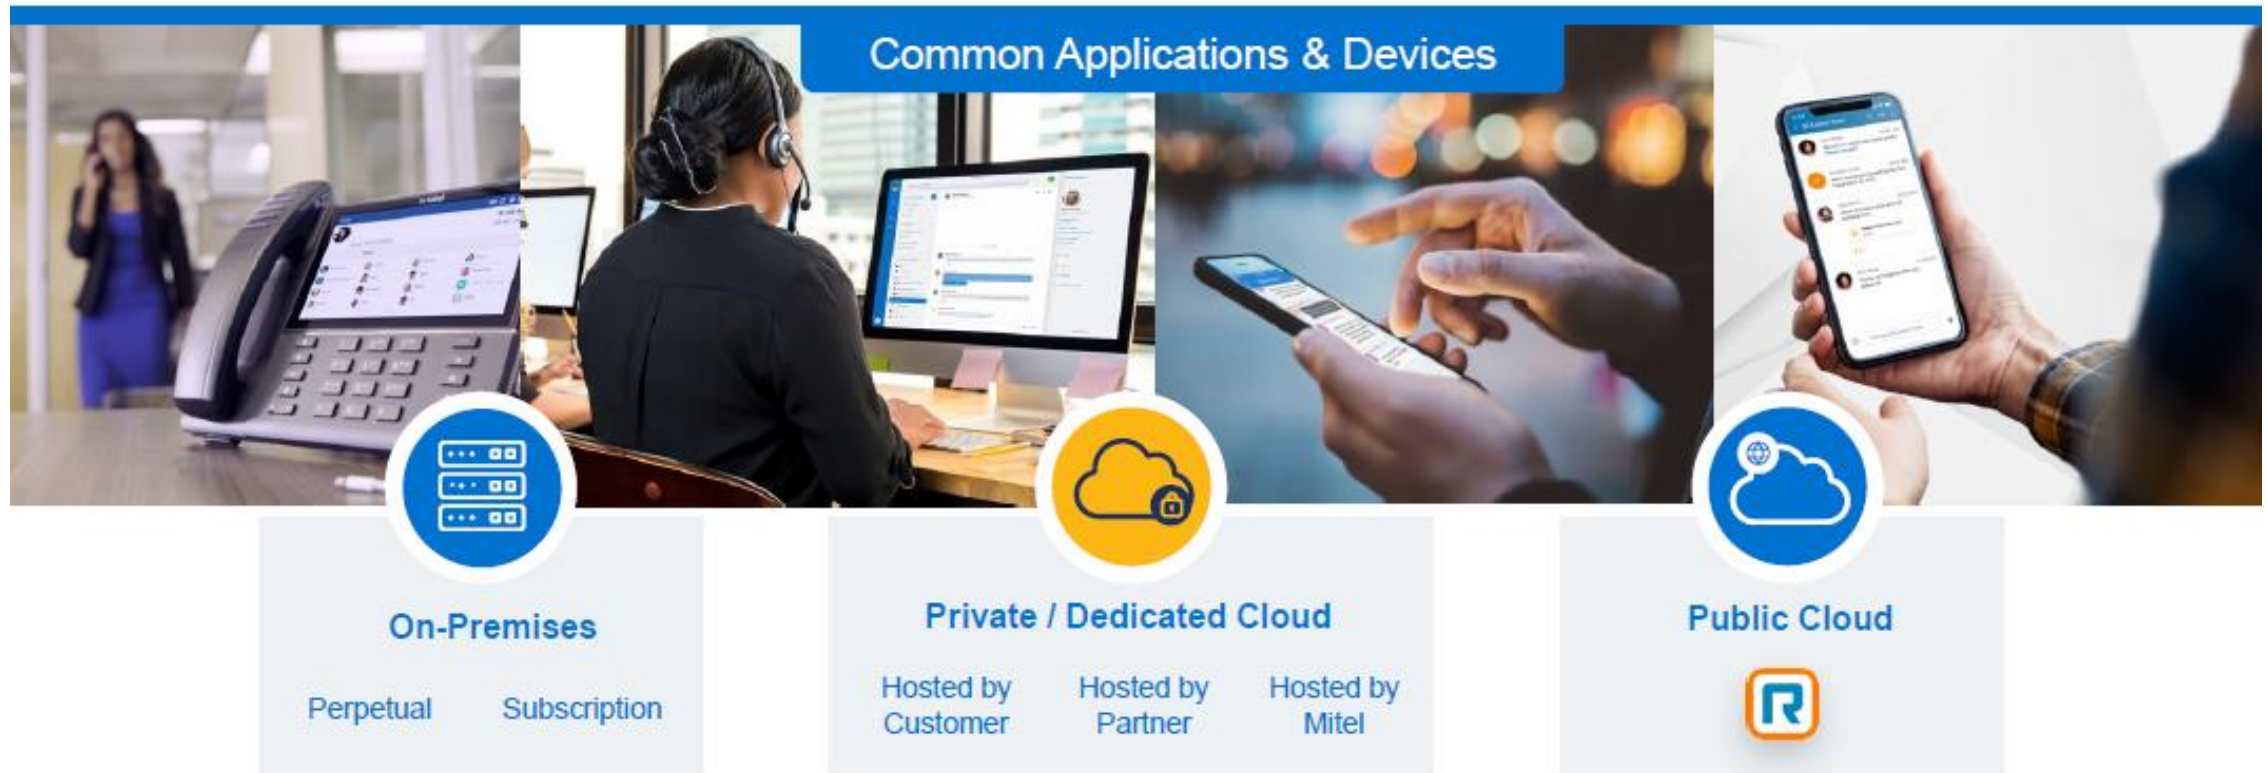 Common Applications & Devices
On-Premises
Perpetual
Subscription
Private / Dedicated Cloud
Hosted by
Customer
Hosted by
Partner
Hosted by
Mitel
Public Cloud
R